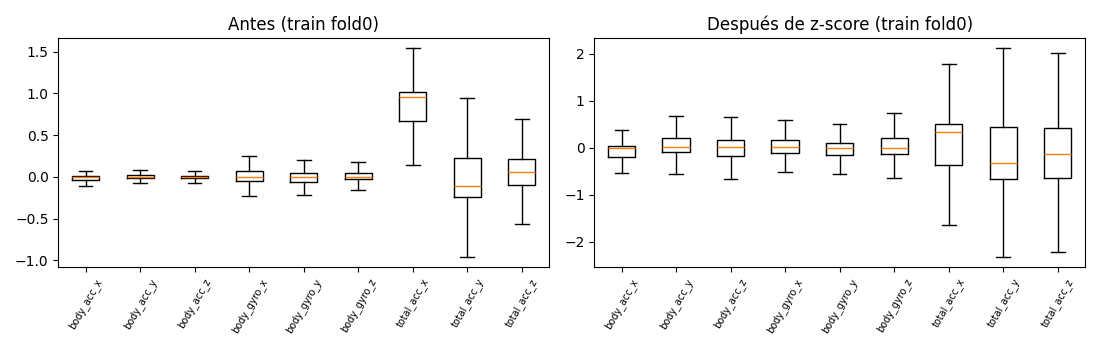 Antes (train fold0)
1.5
1.0
0.5
0.0
−0.5
−1.0
body_acc_x
body_acc_y
body_acc_z
body_gyro_x
body_gyro_y
body_gyro_z
total_acc_x
total_acc_y
total_acc_z
Después de z-score (train fold0)
2
1
0
−1
−2
body_acc_x
body_acc_y
body_acc_z
body_gyro_x
body_gyro_y
body_gyro_z
total_acc_x
total_acc_y
total_acc_z